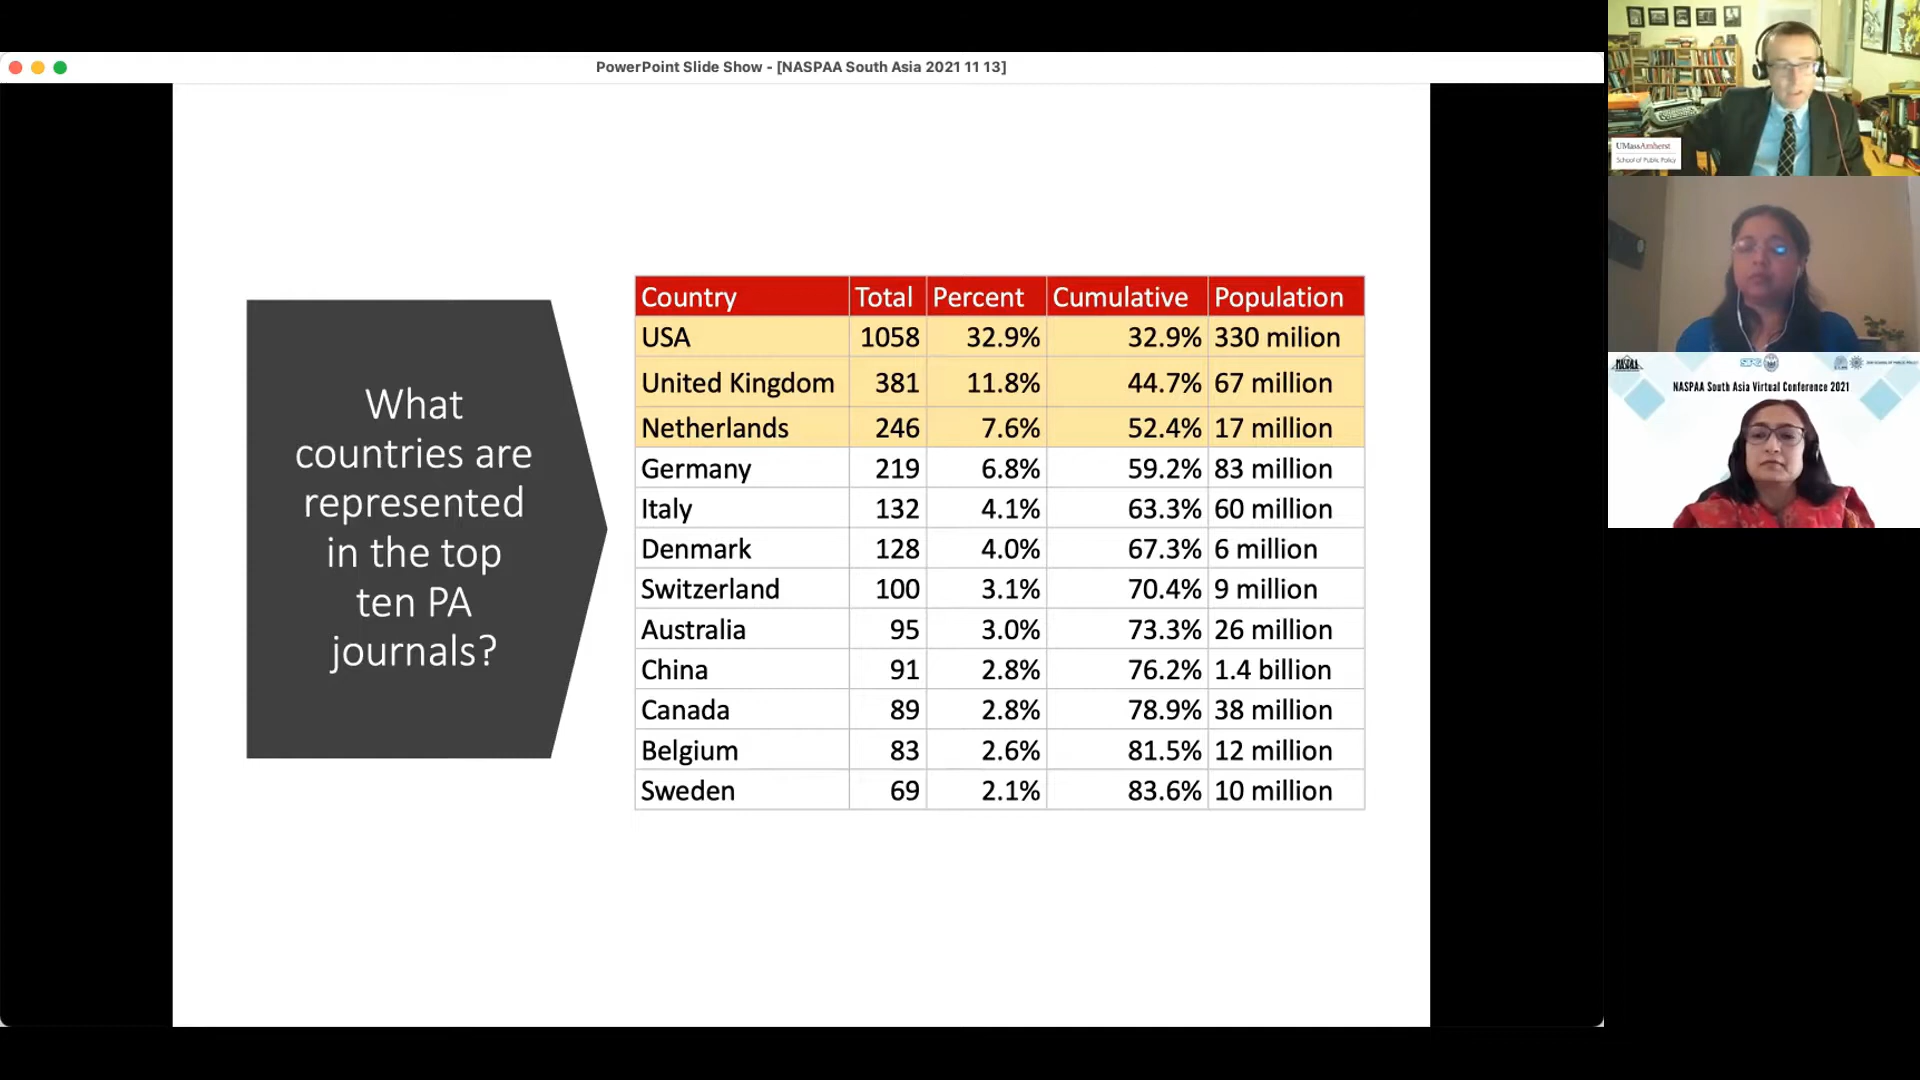 PowerPoint Slide Show - [NASPAA South Asia 2021 11 13]
What
countries are
represented
in the top
ten PA
journals?
Country Total Percent Cumulative Population
USA 1058 32.9% 32.9% 330 milion
United Kingdom 381 11.8% 44.7% 67 million
Netherlands 246 7.6% 52.4% 17 million
Germany 219 6.8% 59.2% 83 million
Italy 132 4.1% 63.3% 60 million
Denmark 128 4.0% 67.3% 6 million
Switzerland 100 3.1% 70.4% 9 million
Australia 95 3.0% 73.3% 26 million
China 91 2.8% 76.2% 1.4 billion
Canada 89 2.8% 78.9% 38 million
Belgium 83 2.6% 81.5% 12 million
Sweden 69 2.1% 83.6% 10 million
UMassAmherst
School of Public Policy
NASPAA
NASPAA South Asia Virtual Conference 2021